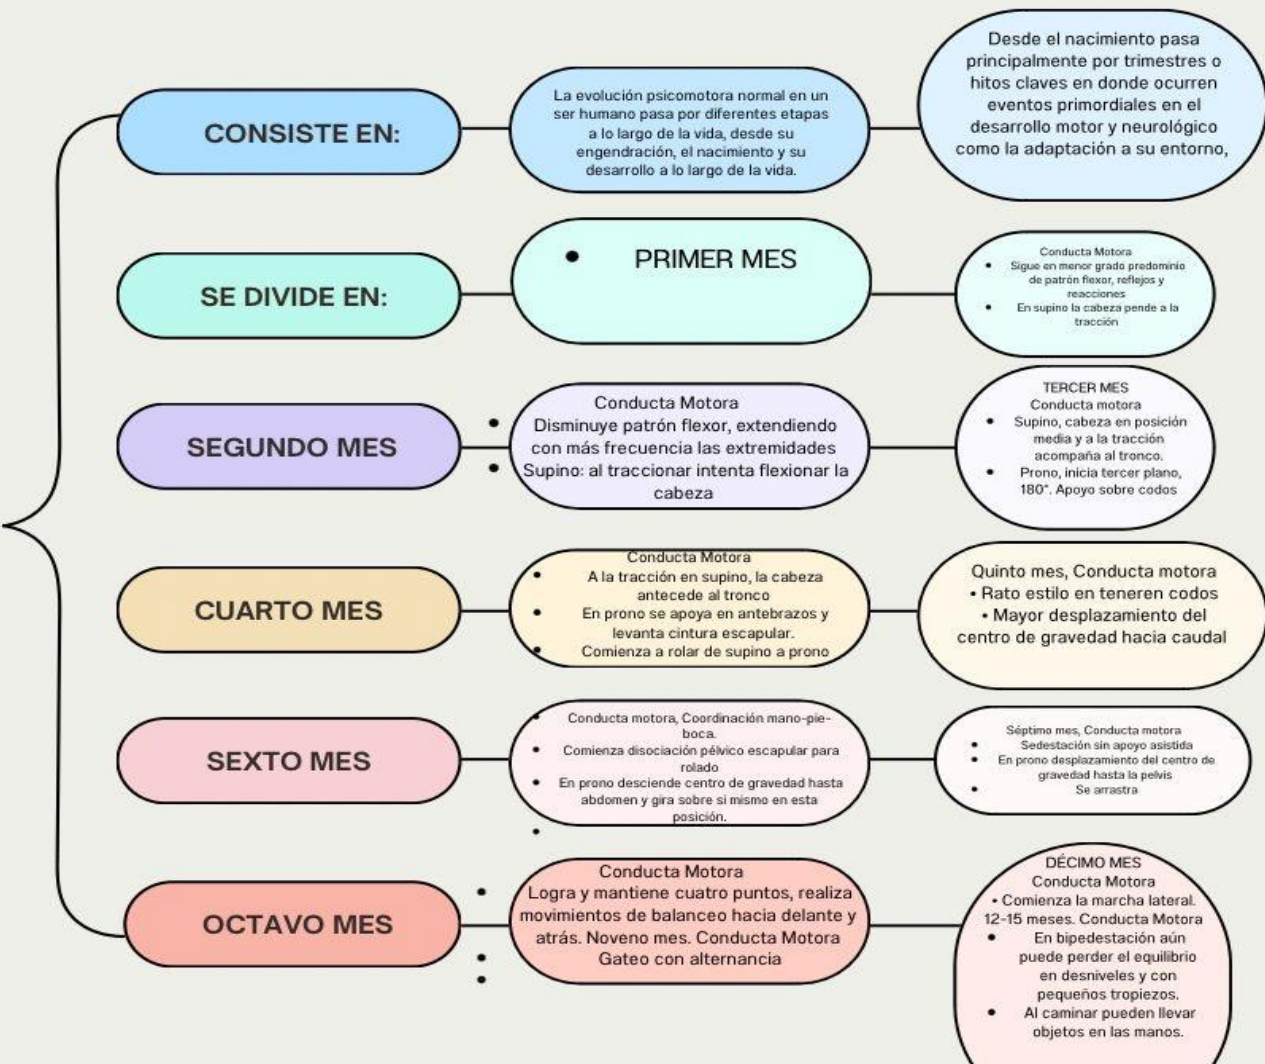 CONSISTE EN:
La evolución psicomotora normal en un
ser humano pasa por diferentes etapas
a lo largo de la vida, desde su
engendración, el nacimiento y su
desarrollo a lo largo de la vida.
Desde el nacimiento pasa
principalmente por trimestres o
hitos claves en donde ocurren
eventos primordiales en el
desarrollo motor y neurológico
como la adaptación a su entorno,
SE DIVIDE EN:
• PRIMER MES
Conducta Motora
• Sigue en menor grado predominio
de patrón flexor, reflejos y
reacciones
• En supino la cabeza pende a la
tracción
SEGUNDO MES
Conducta Motora
• Disminuye patrón flexor, extendiendo
con más frecuencia las extremidades
• Supino: al traccionar intenta flexionar la
cabeza
TERCER MES
Conducta motora
• Supino, cabeza en posición
media y a la tracción
acompaña al tronco.
• Prono, inicia tercer plano,
180°. Apoyo sobre codos
CUARTO MES
Conducta Motora
• A la tracción en supino, la cabeza
antecede al tronco
• En prono se apoya en antebrazos y
levanta cintura escapular.
• Comienza a rolar de supino a prono
Quinto mes, Conducta motora
• Rato estilo en teneren codos
• Mayor desplazamiento del
centro de gravedad hacia caudal
SEXTO MES
• Conducta motora, Coordinación mano-pie-
boca.
• Comienza disociación pélvico escapular para
rolado
• En prono desciende centro de gravedad hasta
abdomen y gira sobre si mismo en esta
posición.
•
Séptimo mes, Conducta motora
• Sedestación sin apoyo asistida
• En prono desplazamiento del centro de
gravedad hasta la pelvis
• Se arrastra
OCTAVO MES
Conducta Motora
• Logra y mantiene cuatro puntos, realiza
movimientos de balanceo hacia delante y
atrás. Noveno mes. Conducta Motora
• Gateo con alternancia
•
DÉCIMO MES
Conducta Motora
• Comienza la marcha lateral.
12-15 meses. Conducta Motora
• En bipedestación aún
puede perder el equilibrio
en desniveles y con
pequeños tropiezos.
• Al caminar pueden llevar
objetos en las manos.